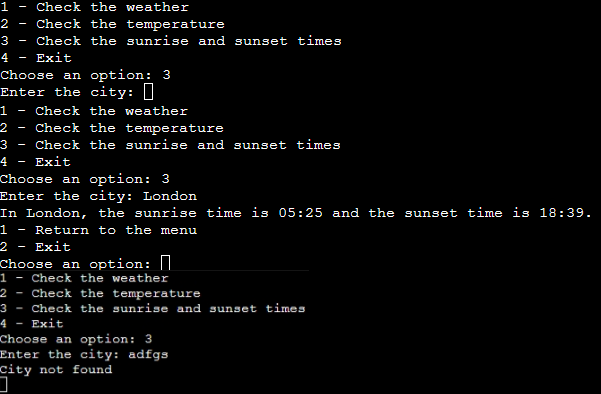 1 - Check the weather
2 - Check the temperature
3 - Check the sunrise and sunset times
4 - Exit
Choose an option: 3
Enter the city:
1 - Check the weather
2 - Check the temperature
3 - Check the sunrise and sunset times
4 - Exit
Choose an option: 3
Enter the city: London
In London, the sunrise time is 05:25 and the sunset time is 18:39.
1 - Return to the menu
2 - Exit
Choose an option:
1 - Check the weather
2 - Check the temperature
3 - Check the sunrise and sunset times
4 - Exit
Choose an option: 3
Enter the city: adfgs
City not found